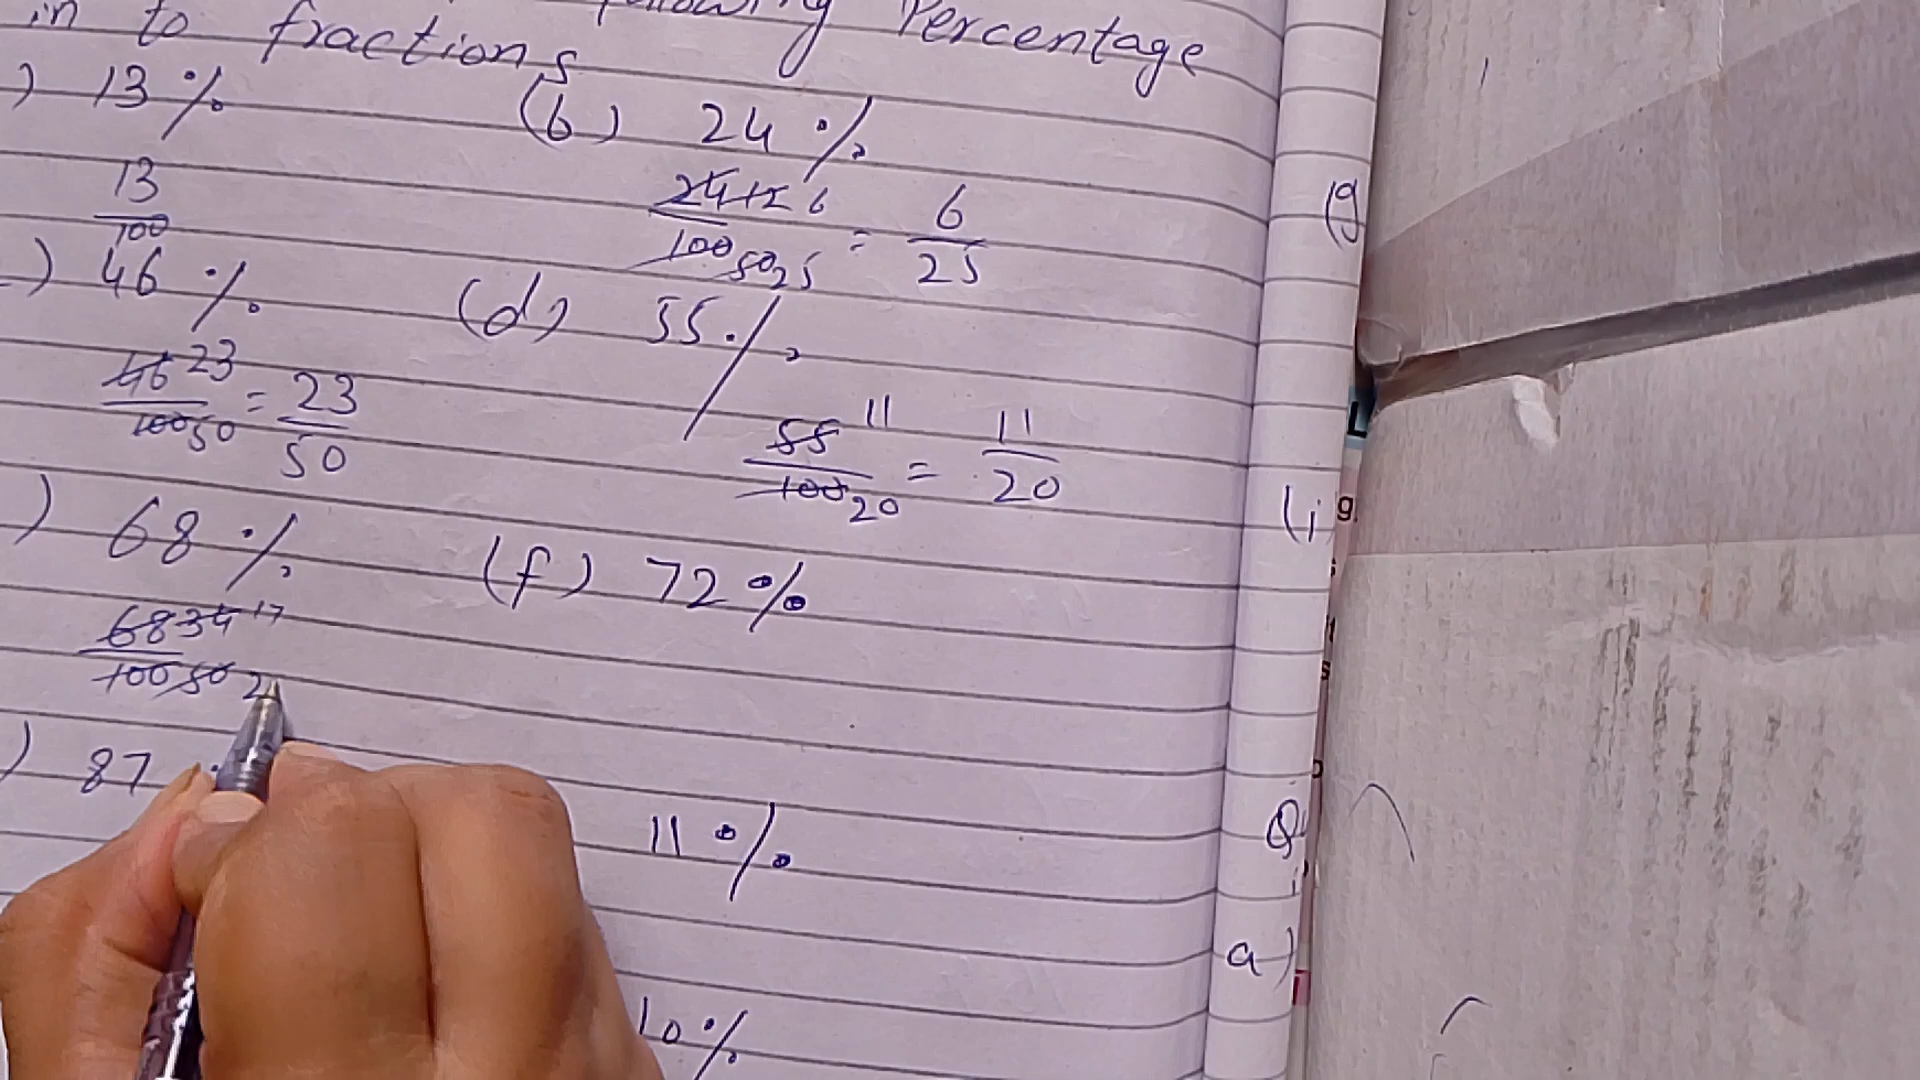 in to fractions following Percentage
) 13 % (b) 24 %
13/100 24 12 6/100 50 25 = 6/25
) 46 % (d) 55 %
46 23/100 50 = 23/50 55 11/100 20 = 11/20
) 68 % (f) 72 %
68 34 17/100 50 2
) 87 11 %
10 %
(g
(i
Q
a)